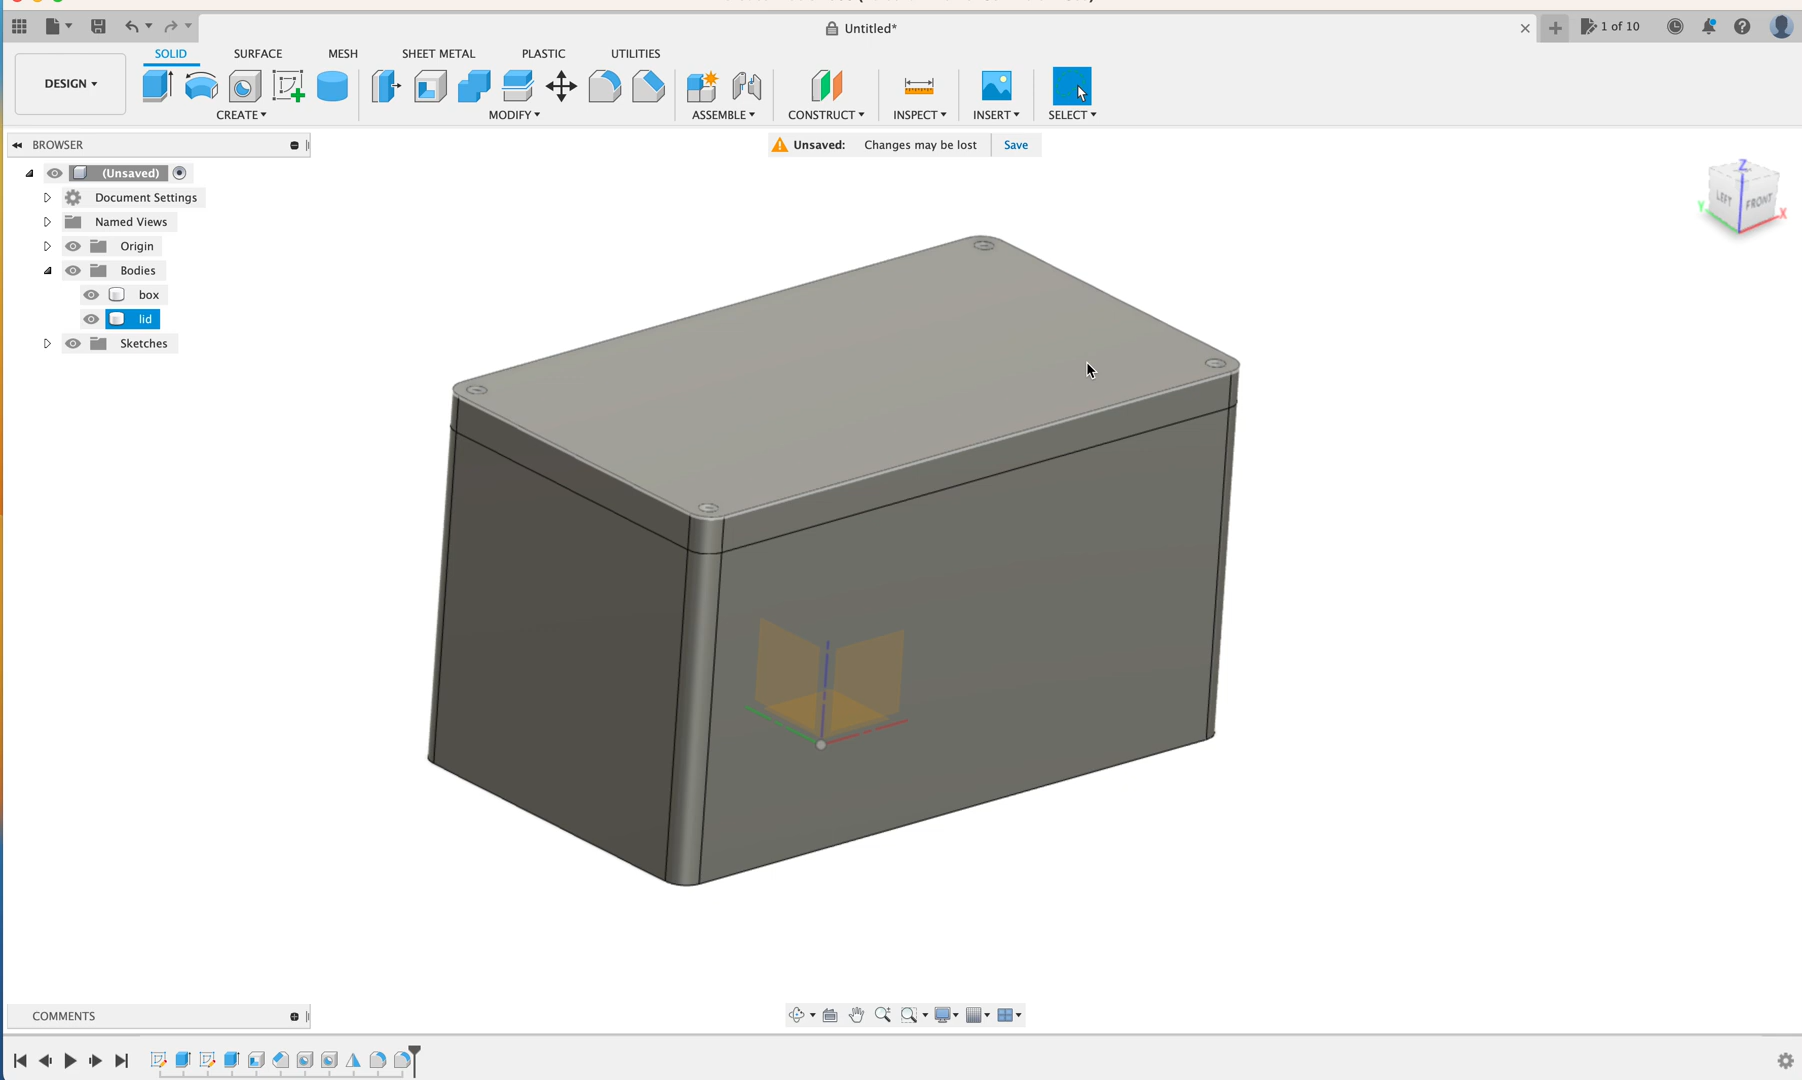 Untitled*
1 of 10
SOLID
SURFACE
MESH
SHEET METAL
PLASTIC
UTILITIES
DESIGN
CREATE
MODIFY
ASSEMBLE
CONSTRUCT
INSPECT
INSERT
SELECT
BROWSER
Unsaved: Changes may be lost Save
(Unsaved)
Document Settings
Named Views
Origin
Bodies
box
lid
Sketches
Z
LEFT
FRONT
Y
X
COMMENTS